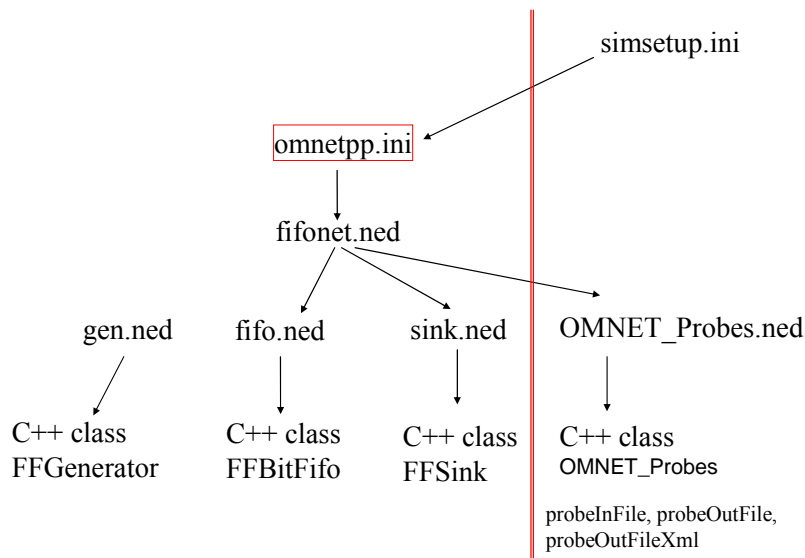 simsetup.ini
omnetpp.ini
fifonet.ned
gen.ned
fifo.ned
sink.ned
OMNET_Probes.ned
C++ class
FFGenerator
C++ class
FFBitFifo
C++ class
FFSink
C++ class
OMNET_Probes
probeInFile, probeOutFile,
probeOutFileXml